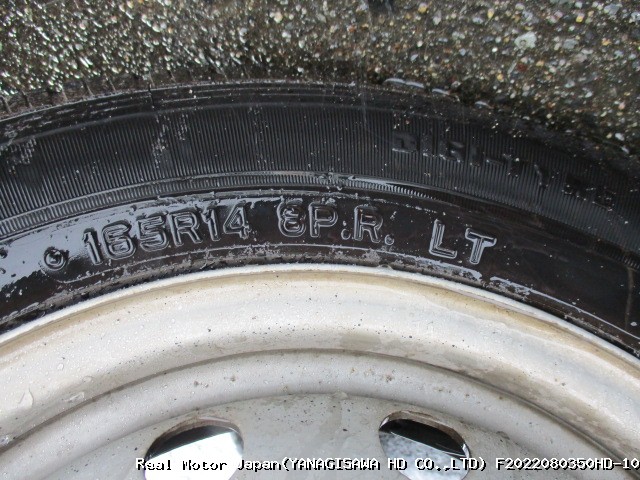 165R14 8P.R. LT
Real Motor Japan(YANAGISAWA HD CO.,LTD) F2022080350HD-10